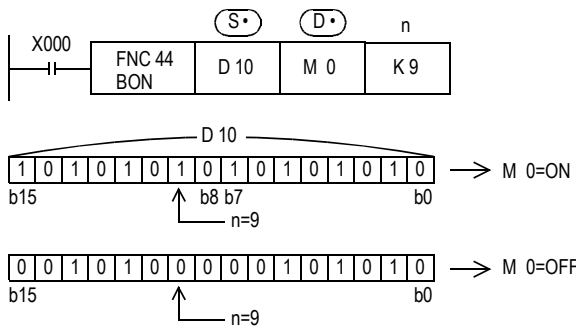 S· D· n
X000
FNC 44
BON
D 10 M 0 K 9
D 10
1 0 1 0 1 0 1 0 1 0 1 0 1 0 1 0 M 0=ON
b15 b8 b7 b0
n=9
0 0 1 0 1 0 0 0 0 0 1 0 1 0 1 0 M 0=OFF
b15 b0
n=9